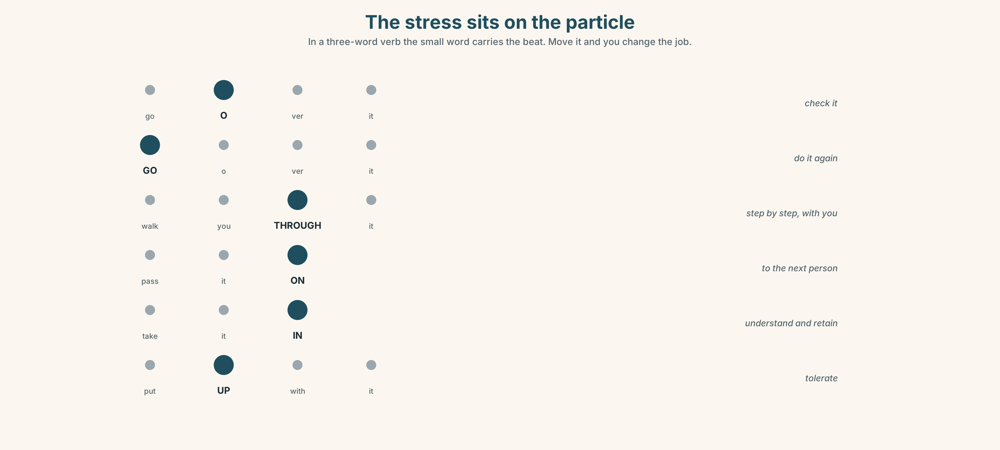 The stress sits on the particle
In a three-word verb the small word carries the beat. Move it and you change the job.
check it
go O ver it
do it again
GO o ver it
step by step, with you
walk you THROUGH it
to the next person
pass it ON
understand and retain
take it IN
tolerate
put UP with it